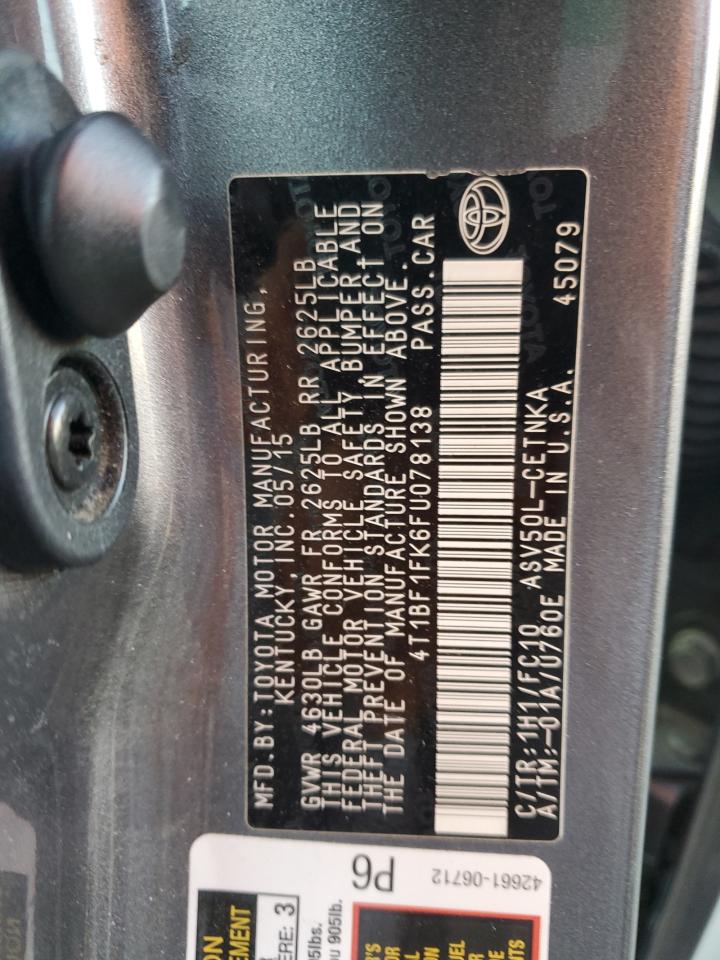 MFD.BY:TOYOTA MOTOR MANUFACTURING,
KENTUCKY, INC. 05/15
GVWR 4630LB GAWR FR 2625LB RR 2625LB
THIS VEHICLE CONFORMS TO ALL APPLICABLE
FEDERAL MOTOR VEHICLE SAFETY, BUMPER AND
THEFT PREVENTION STANDARDS IN EFFECT ON
THE DATE OF MANUFACTURE SHOWN ABOVE.
4T1BF1FK6FU078138 PASS.CAR
C/TR:1H1/FC10 ASV50L-CETNKA
A/TM:-01A/U760E MADE IN U.S.A. 45079
P6
42661-06712
ERE: 3
905lb.